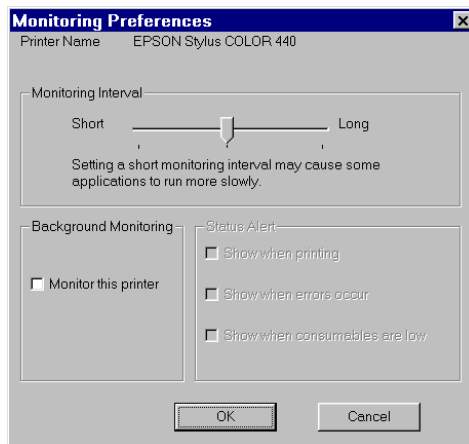 Monitoring Preferences
Printer Name EPSON Stylus COLOR 440
Monitoring Interval
Short Long
Setting a short monitoring interval may cause some
applications to run more slowly.
Background Monitoring
Monitor this printer
Status Alert
Show when printing
Show when errors occur
Show when consumables are low
OK Cancel